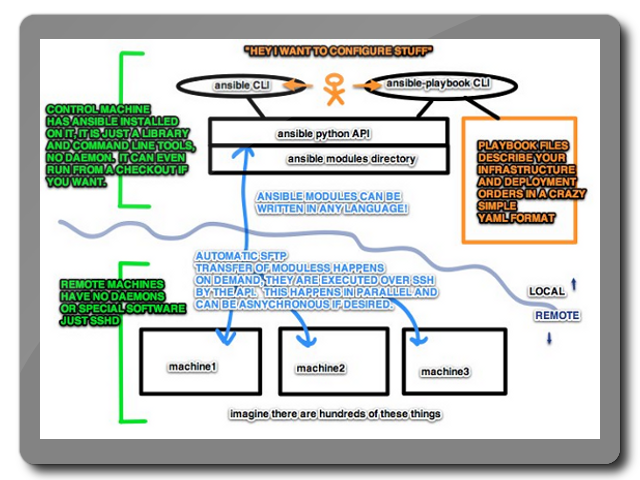 "HEY I WANT TO CONFIGURE STUFF"
ansible CLI
ansible-playbook CLI
CONTROL MACHINE
HAS ANSIBLE INSTALLED
ON IT. IT IS JUST A LIBRARY
AND COMMAND LINE TOOLS,
NO DAEMON. IT CAN EVEN
RUN FROM A CHECKOUT IF
YOU WANT.
ansible python API
ansible modules directory
PLAYBOOK FILES
DESCRIBE YOUR
INFRASTRUCTURE
AND DEPLOYMENT
ORDERS IN A CRAZY
SIMPLE
YAML FORMAT
ANSIBLE MODULES CAN BE
WRITTEN IN ANY LANGUAGE!
AUTOMATIC SFTP
TRANSFER OF MODULESS HAPPENS
ON DEMAND, THEY ARE EXECUTED OVER SSH
BY THE API. THIS HAPPENS IN PARALLEL AND
CAN BE ASNYCHRONOUS IF DESIRED.
REMOTE MACHINES
HAVE NO DAEMONS
OR SPECIAL SOFTWARE
JUST SSHD
LOCAL
REMOTE
machine1
machine2
machine3
imagine there are hundreds of these things